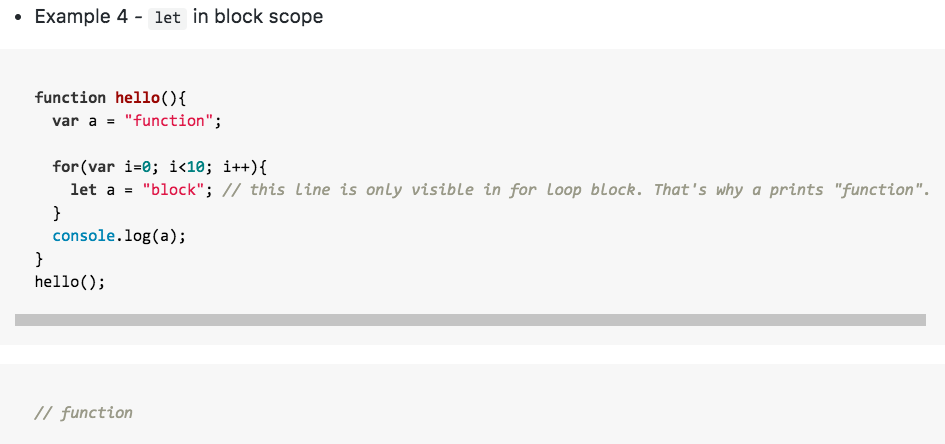 • Example 4 - let in block scope
function hello(){
var a = "function";
for(var i=0; i<10; i++){
let a = "block"; // this line is only visible in for loop block. That's why a prints "function".
}
console.log(a);
}
hello();
// function